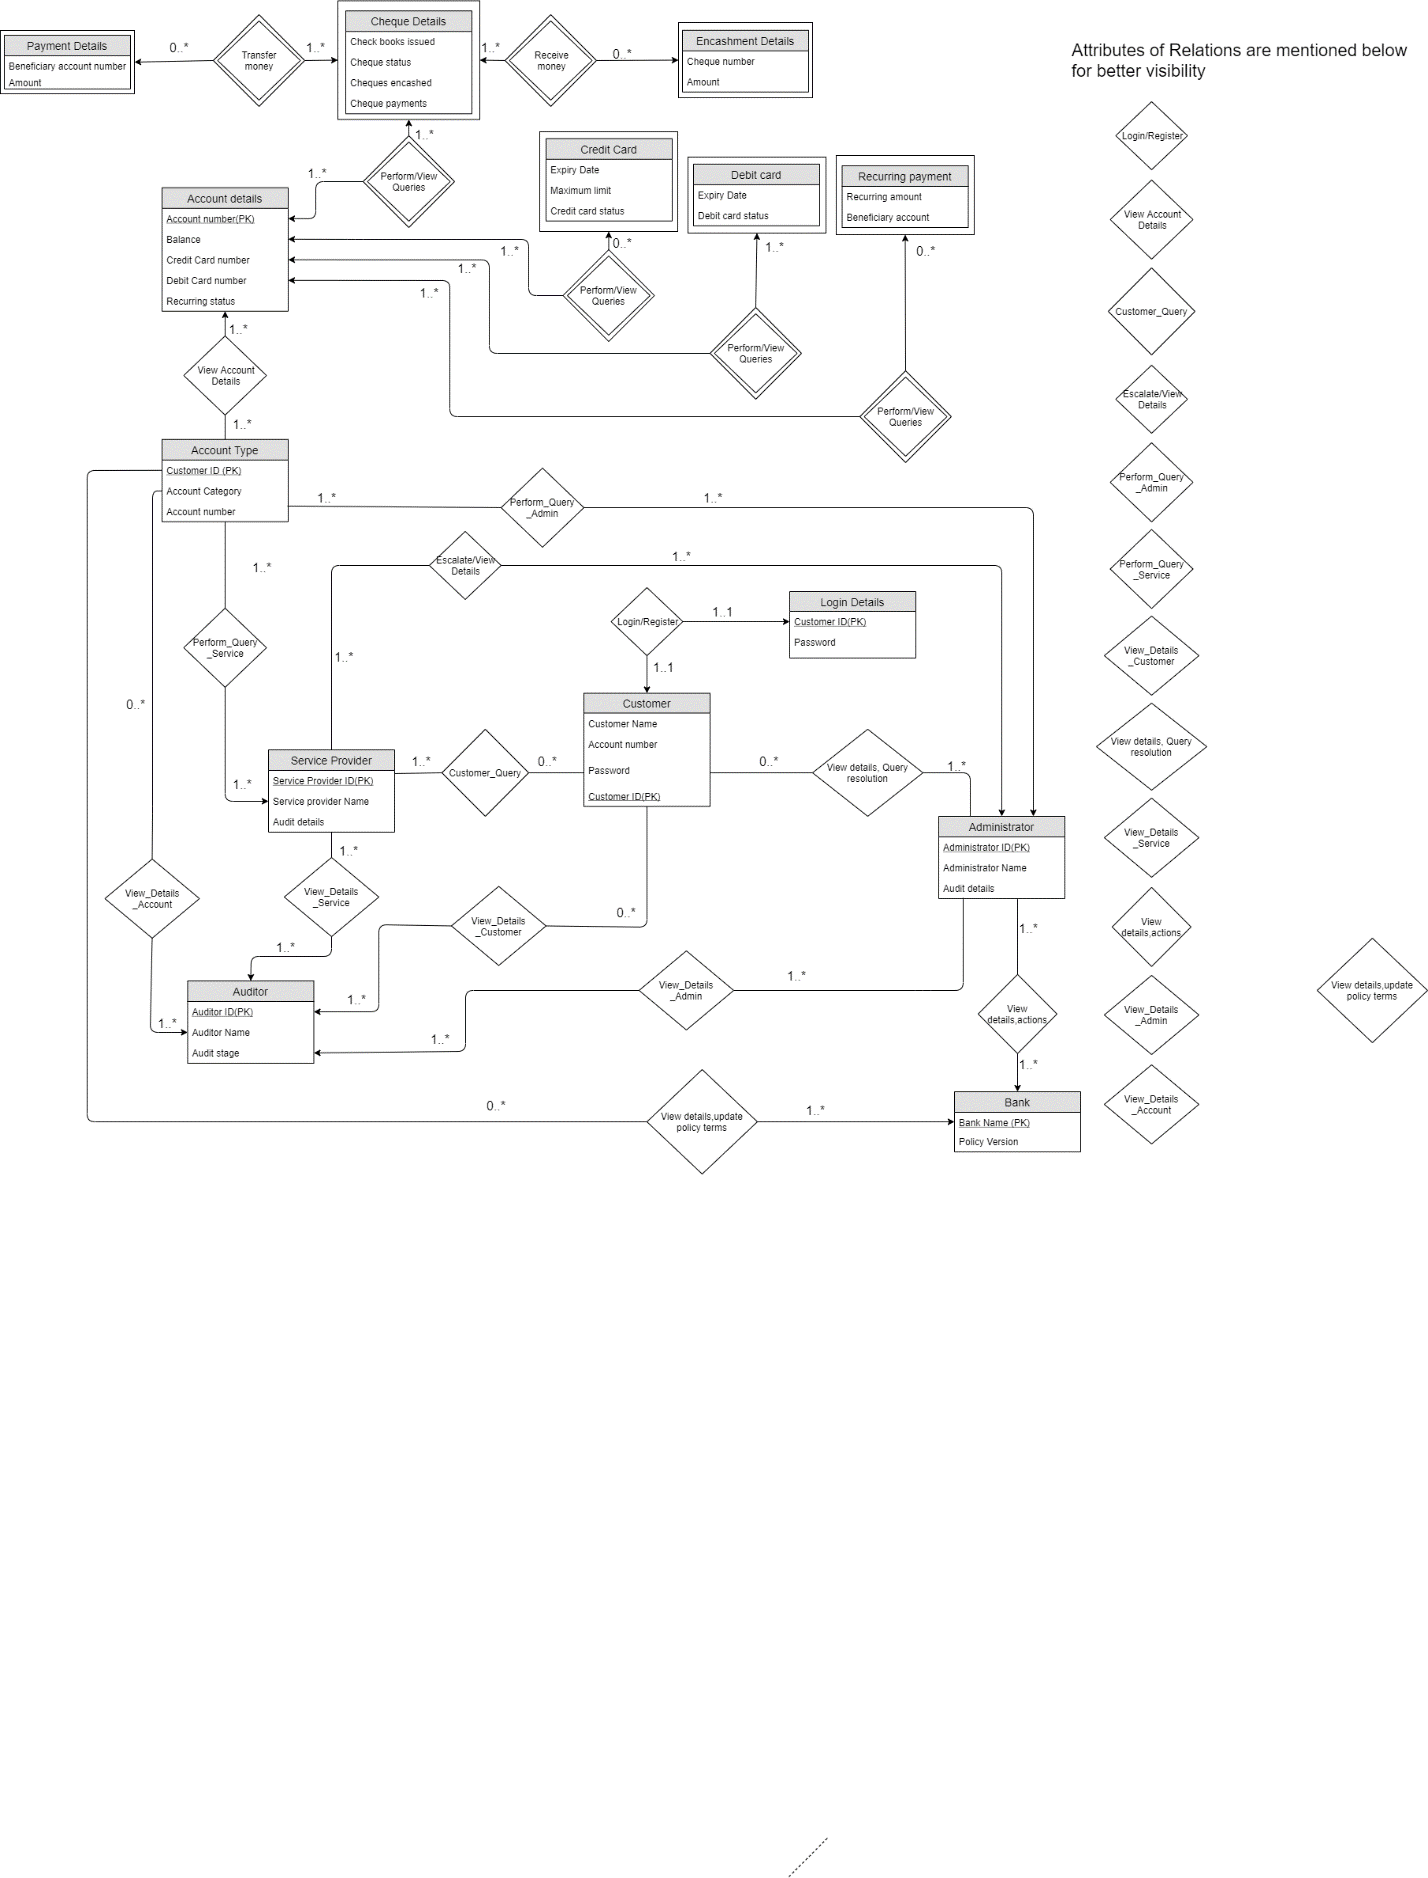 Payment Details
Beneficiary account number
Amount
0..*
Transfer
money
1..*
Cheque Details
Check books issued
Cheque status
Cheques encashed
Cheque payments
1..*
Receive
money
0..*
Encashment Details
Cheque number
Amount
Attributes of Relations are mentioned below
for better visibility
1..*
Perform/View
Queries
1..*
Credit Card
Expiry Date
Maximum limit
Credit card status
Debit card
Expiry Date
Debit card status
Recurring payment
Recurring amount
Beneficiary account
Account details
Account number(PK)
Balance
Credit Card number
Debit Card number
Recurring status
1..*
0..*
Perform/View
Queries
1..*
1..*
Perform/View
Queries
1..*
0..*
Perform/View
Queries
1..*
View Account
Details
1..*
Account Type
Customer ID (PK)
Account Category
Account number
1..*
Perform_Query
_Admin
1..*
Escalate/View
Details
1..*
1..*
1..*
Perform_Query
_Service
1..*
Login/Register
1..1
Login Details
Customer ID(PK)
Password
1..1
Customer
Customer Name
Account number
Password
Customer ID(PK)
0..*
Service Provider
Service Provider ID(PK)
Service provider Name
Audit details
1..*
Customer_Query
0..*
0..*
View details, Query
resolution
1..*
Administrator
Administrator ID(PK)
Administrator Name
Audit details
1..*
View_Details
_Service
1..*
View_Details
_Account
1..*
View_Details
_Customer
0..*
1..*
Auditor
Auditor ID(PK)
Auditor Name
Audit stage
View_Details
_Admin
1..*
1..*
1..*
View
details,actions
1..*
0..*
View details,update
policy terms
1..*
Bank
Bank Name (PK)
Policy Version
Login/Register
View Account
Details
Customer_Query
Escalate/View
Details
Perform_Query
_Admin
Perform_Query
_Service
View_Details
_Customer
View details, Query
resolution
View_Details
_Service
View
details,actions
View_Details
_Admin
View_Details
_Account
View details,update
policy terms